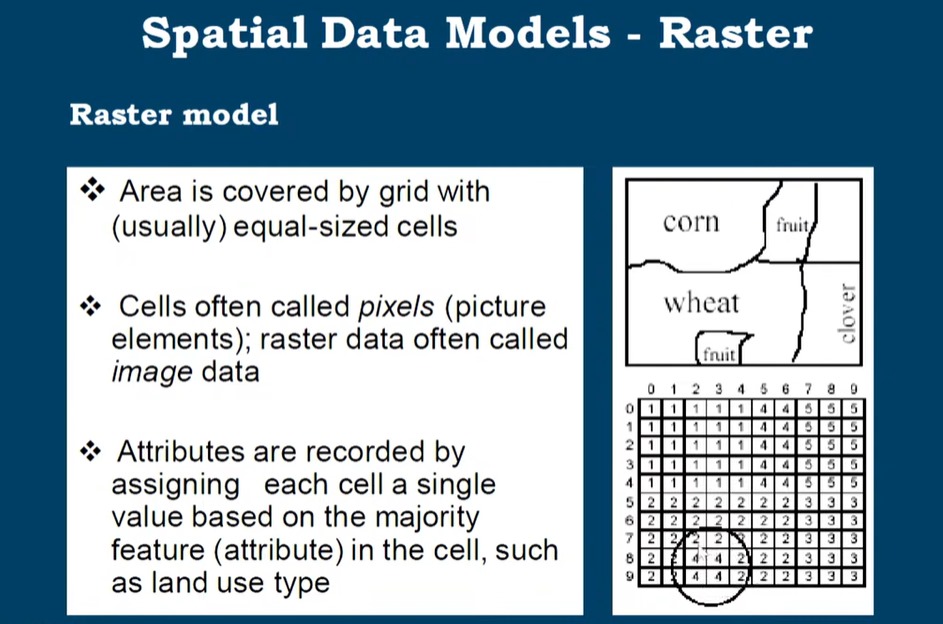 Spatial Data Models - Raster
Raster model
❖ Area is covered by grid with
(usually) equal-sized cells
❖ Cells often called pixels (picture
elements); raster data often called
image data
❖ Attributes are recorded by
assigning each cell a single
value based on the majority
feature (attribute) in the cell, such
as land use type
corn
fruit
wheat
clover
fruit
0 1 2 3 4 5 6 7 8 9
0 1 1 1 1 1 4 4 5 5 5
1 1 1 1 1 1 4 4 5 5 5
2 1 1 1 1 1 4 4 5 5 5
3 1 1 1 1 1 4 4 5 5 5
4 1 1 1 1 1 4 4 5 5 5
5 2 2 2 2 2 2 2 3 3 3
6 2 2 2 2 2 2 2 3 3 3
7 2 2 2 2 2 2 2 3 3 3
8 2 4 4 2 2 2 3 3 3
9 2 4 4 2 2 2 3 3 3